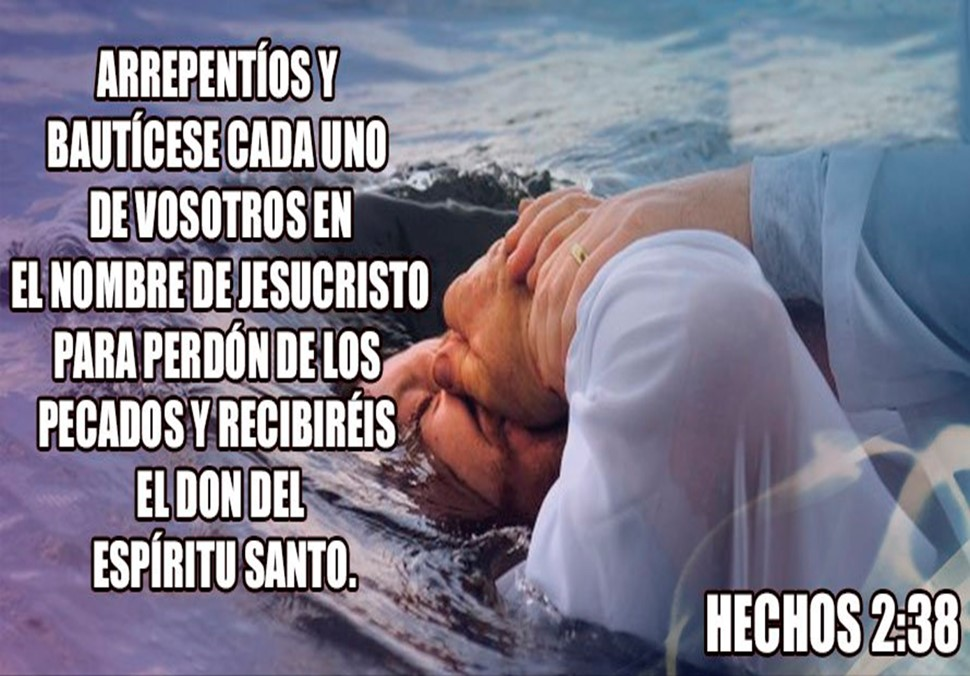 ARREPENTÍOS Y
BAUTÍCESE CADA UNO
DE VOSOTROS EN
EL NOMBRE DE JESUCRISTO
PARA PERDÓN DE LOS
PECADOS Y RECIBIRÉIS
EL DON DEL
ESPÍRITU SANTO.
HECHOS 2:38